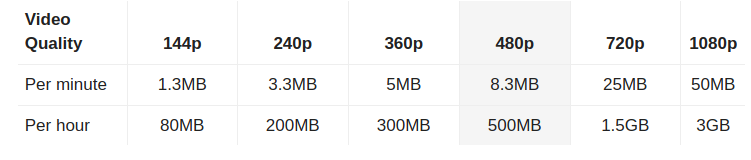 Video
Quality 144p 240p 360p 480p 720p 1080p
Per minute 1.3MB 3.3MB 5MB 8.3MB 25MB 50MB
Per hour 80MB 200MB 300MB 500MB 1.5GB 3GB